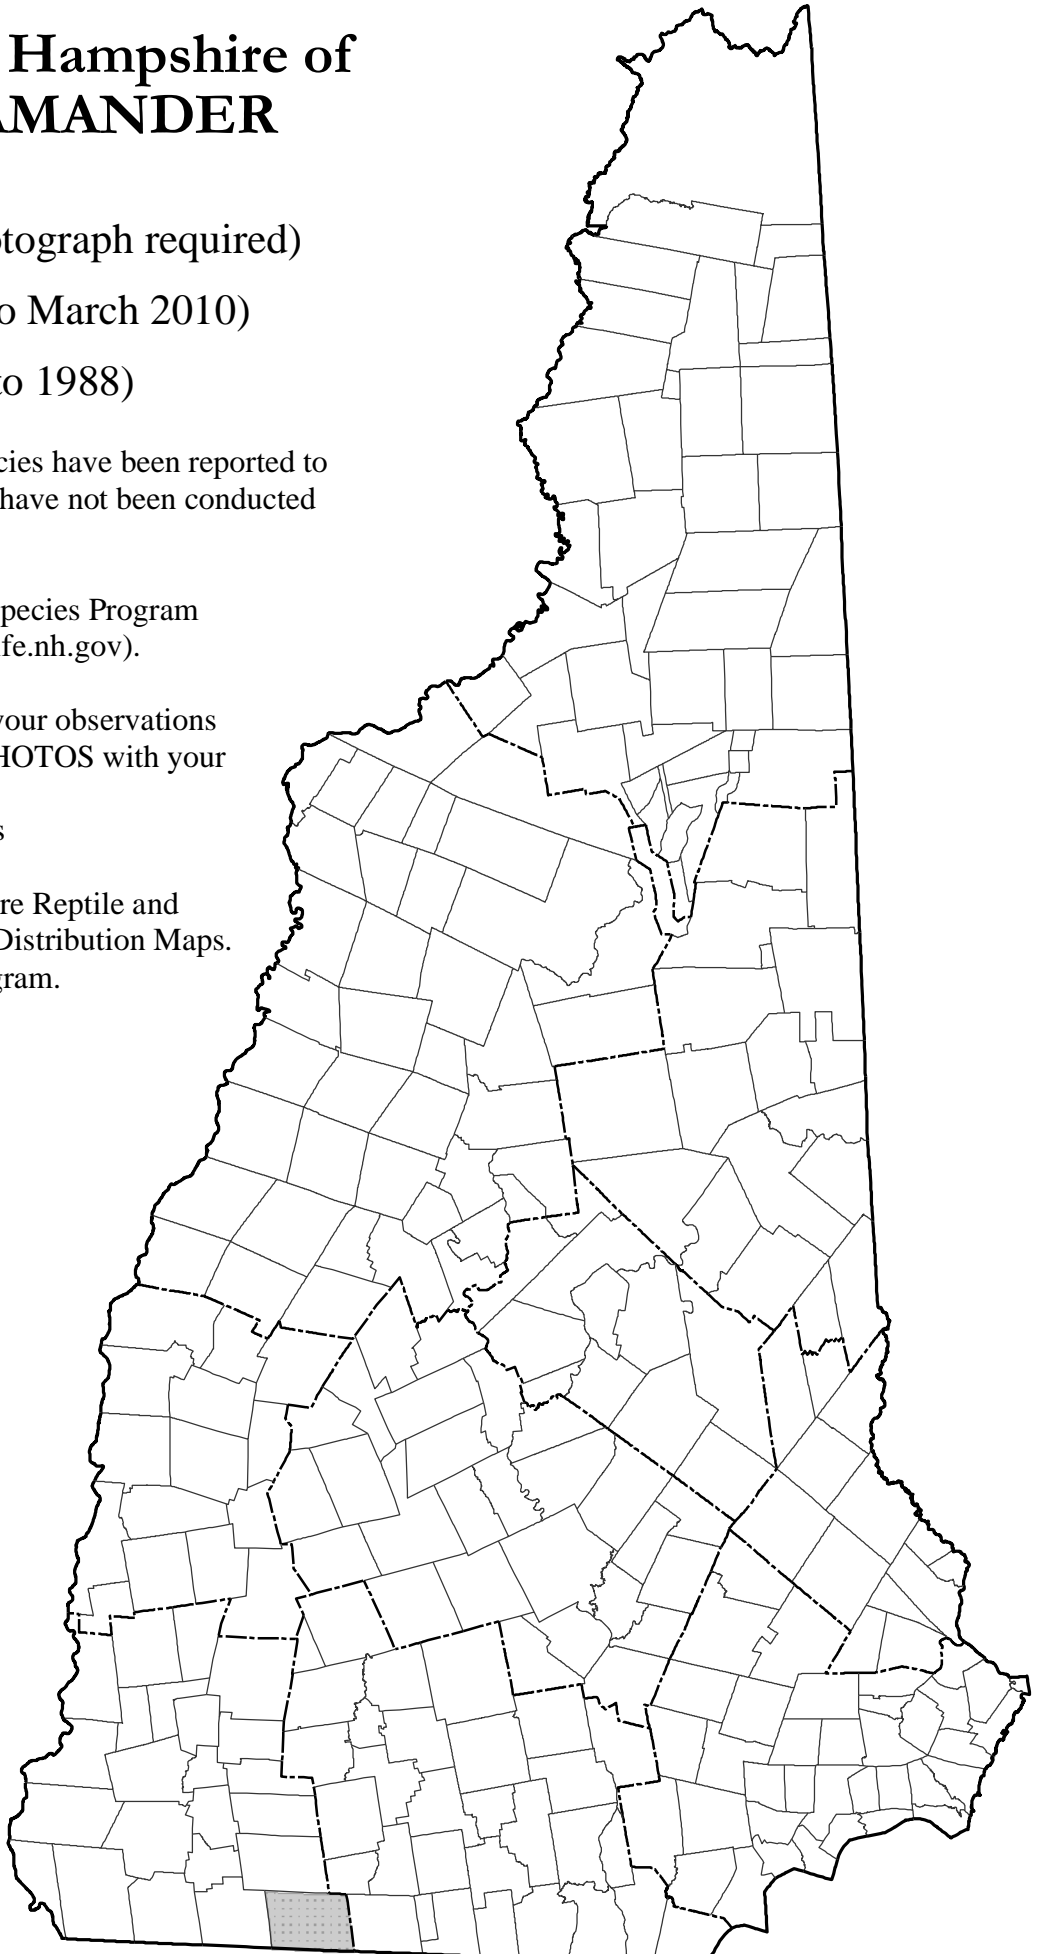 Hampshire of
AMANDER
otograph required)
o March 2010)
to 1988)
cies have been reported to
have not been conducted
pecies Program
ife.nh.gov).
your observations
HOTOS with your
s
re Reptile and
Distribution Maps.
gram.